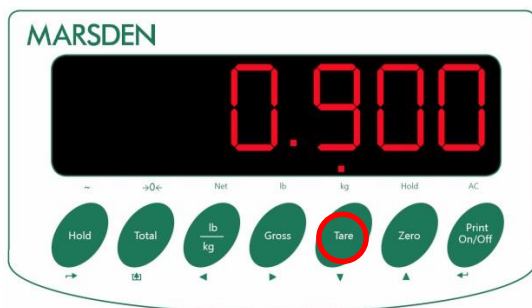 MARSDEN
0.900
~ →0← Net lb kg Hold AC
Hold Total lb/kg Gross Tare Zero Print On/Off